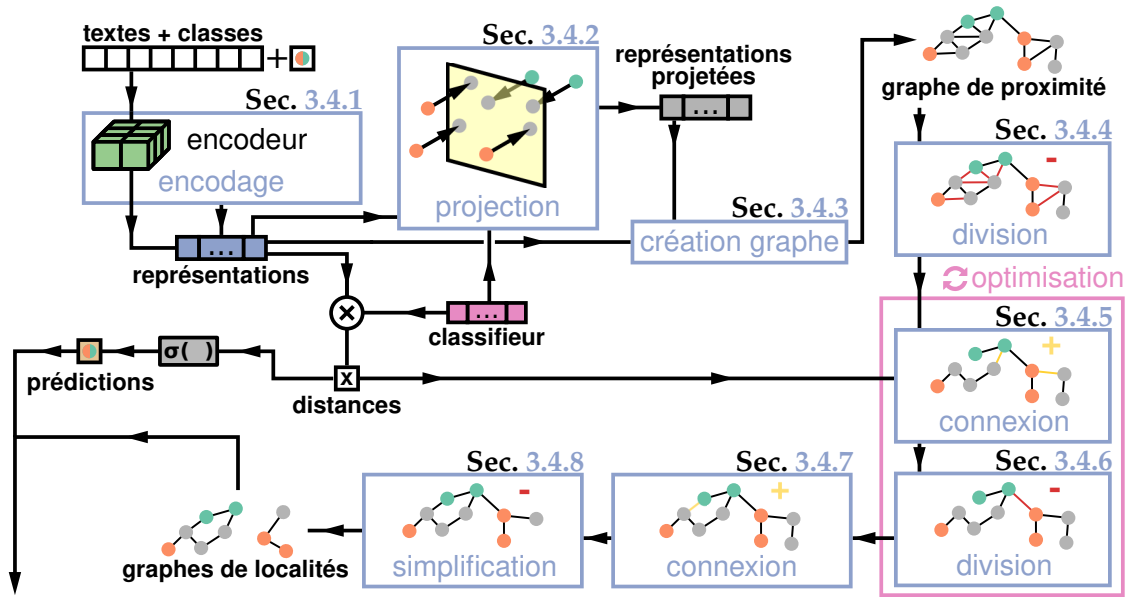 textes + classes
+
Sec. 3.4.1
encodeur
encodage
...
représentations
Sec. 3.4.2
projection
représentations
projetées
...
Sec. 3.4.3
création graphe
graphe de proximité
Sec. 3.4.4
-
division
optimisation
×
...
classifieur
σ( )
prédictions
x
distances
Sec. 3.4.5
+
connexion
Sec. 3.4.6
-
division
Sec. 3.4.7
+
connexion
Sec. 3.4.8
-
simplification
graphes de localités